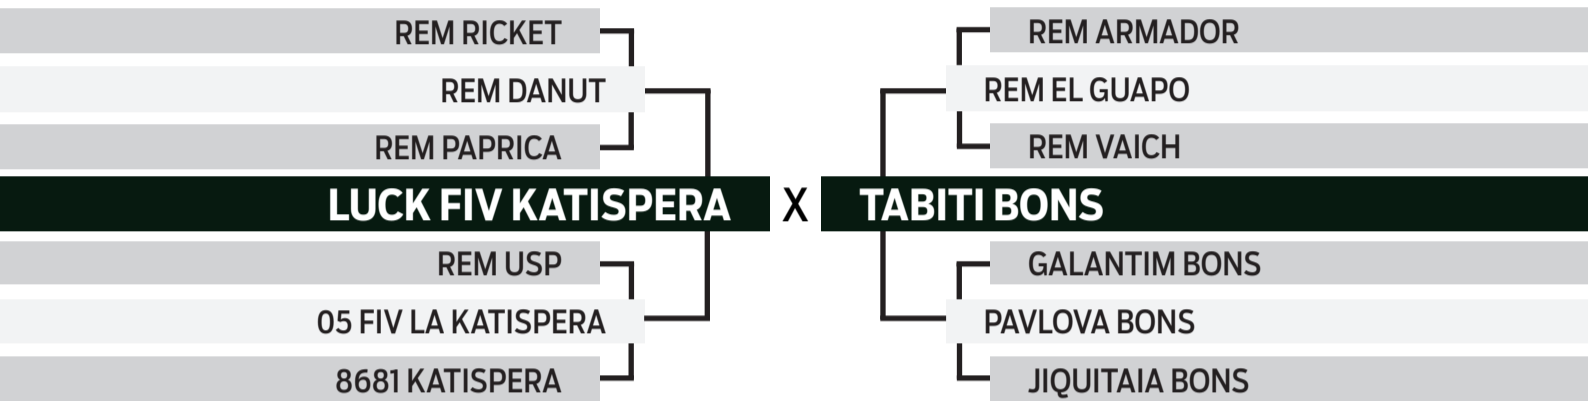 REM RICKET
REM DANUT
REM PAPRICA
LUCK FIV KATISPERA
REM USP
05 FIV LA KATISPERA
8681 KATISPERA
X
REM ARMADOR
REM EL GUAPO
REM VAICH
TABITI BONS
GALANTIM BONS
PAVLOVA BONS
JIQUITAIA BONS